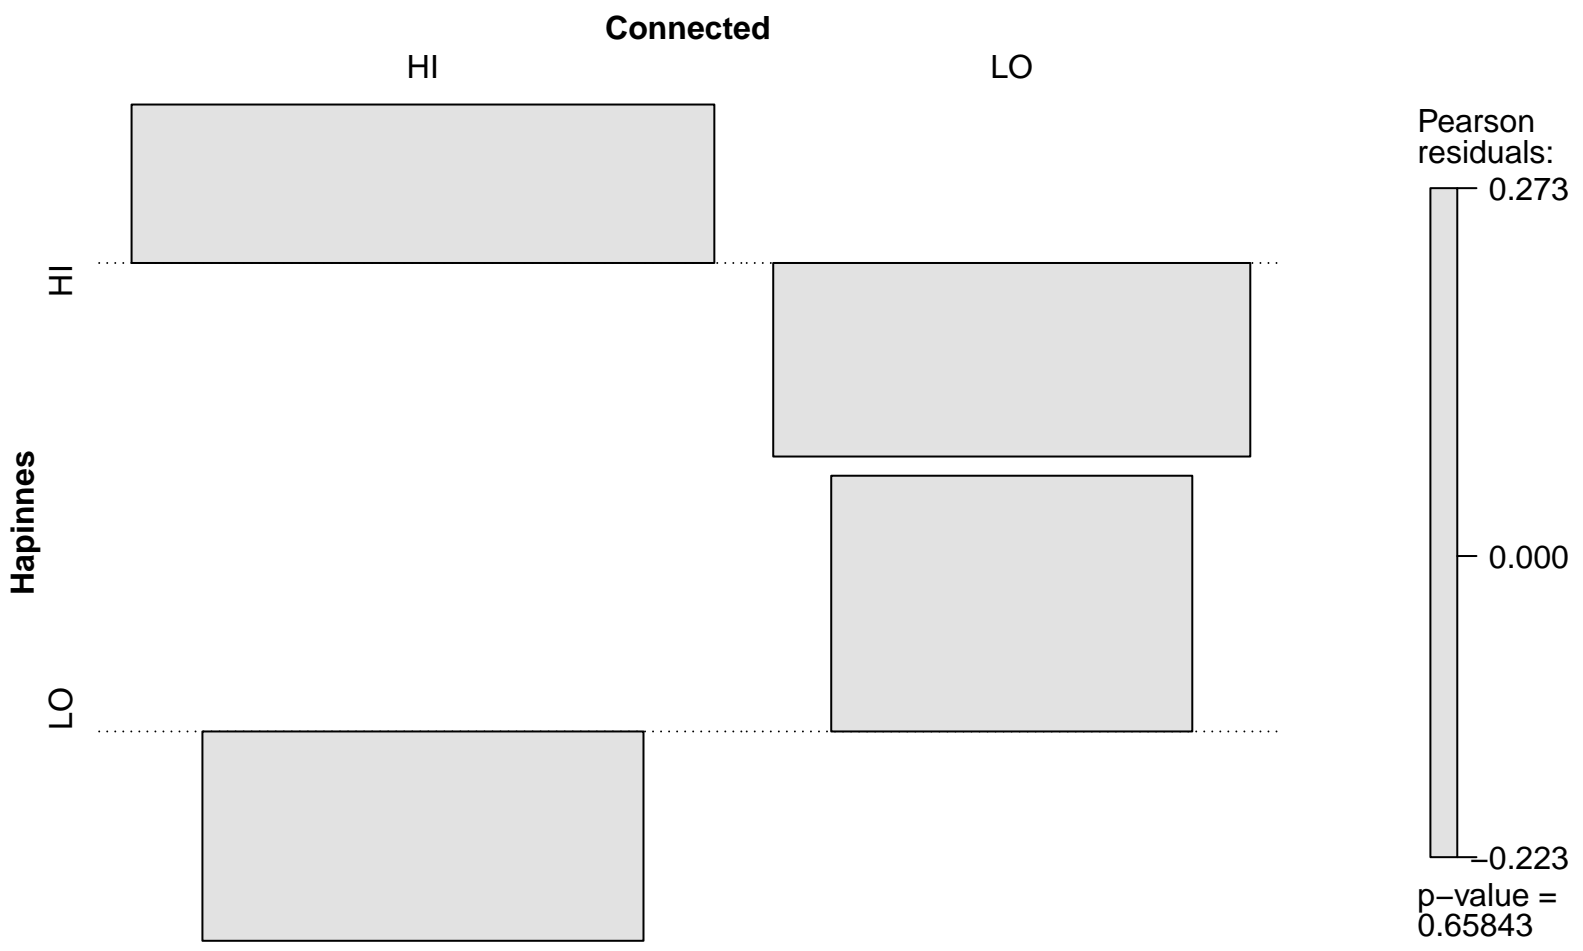 Connected
HI
LO
Hapinnes
HI
LO
Pearson
residuals:
0.273
0.000
−0.223
p−value =
0.65843